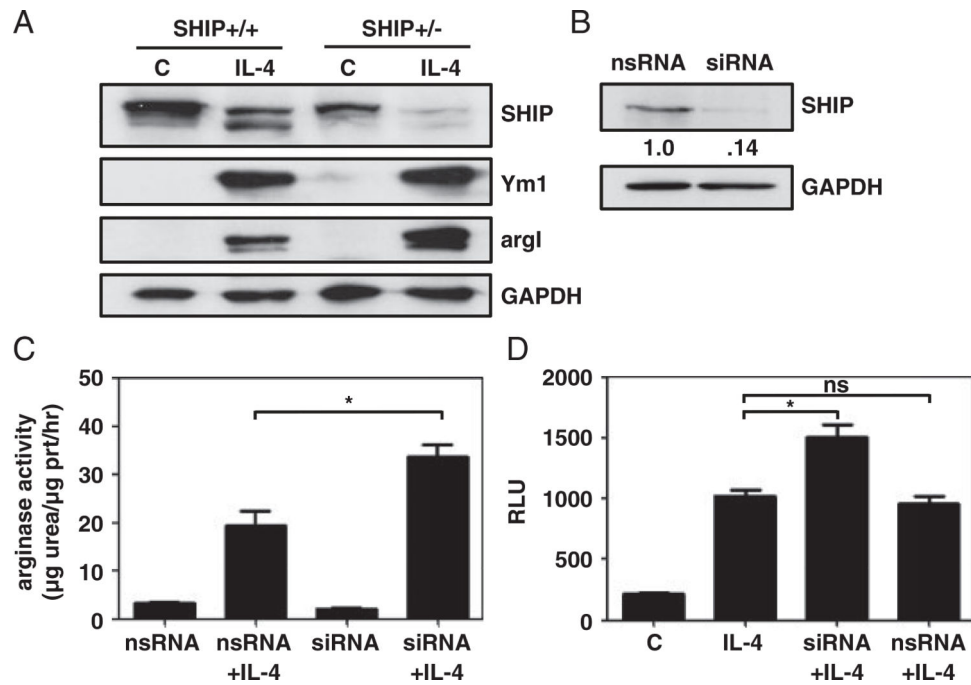 A
SHIP+/+ SHIP+/-
C IL-4 C IL-4
SHIP
Ym1
argI
GAPDH
B
nsRNA siRNA
SHIP
1.0 .14
GAPDH
C
arginase activity
(µg urea/µg prt/hr)
50
40
30
20
10
0
*
nsRNA nsRNA siRNA siRNA
+IL-4 +IL-4
D
RLU
2000
1500
1000
500
0
ns
*
C IL-4 siRNA nsRNA
+IL-4 +IL-4